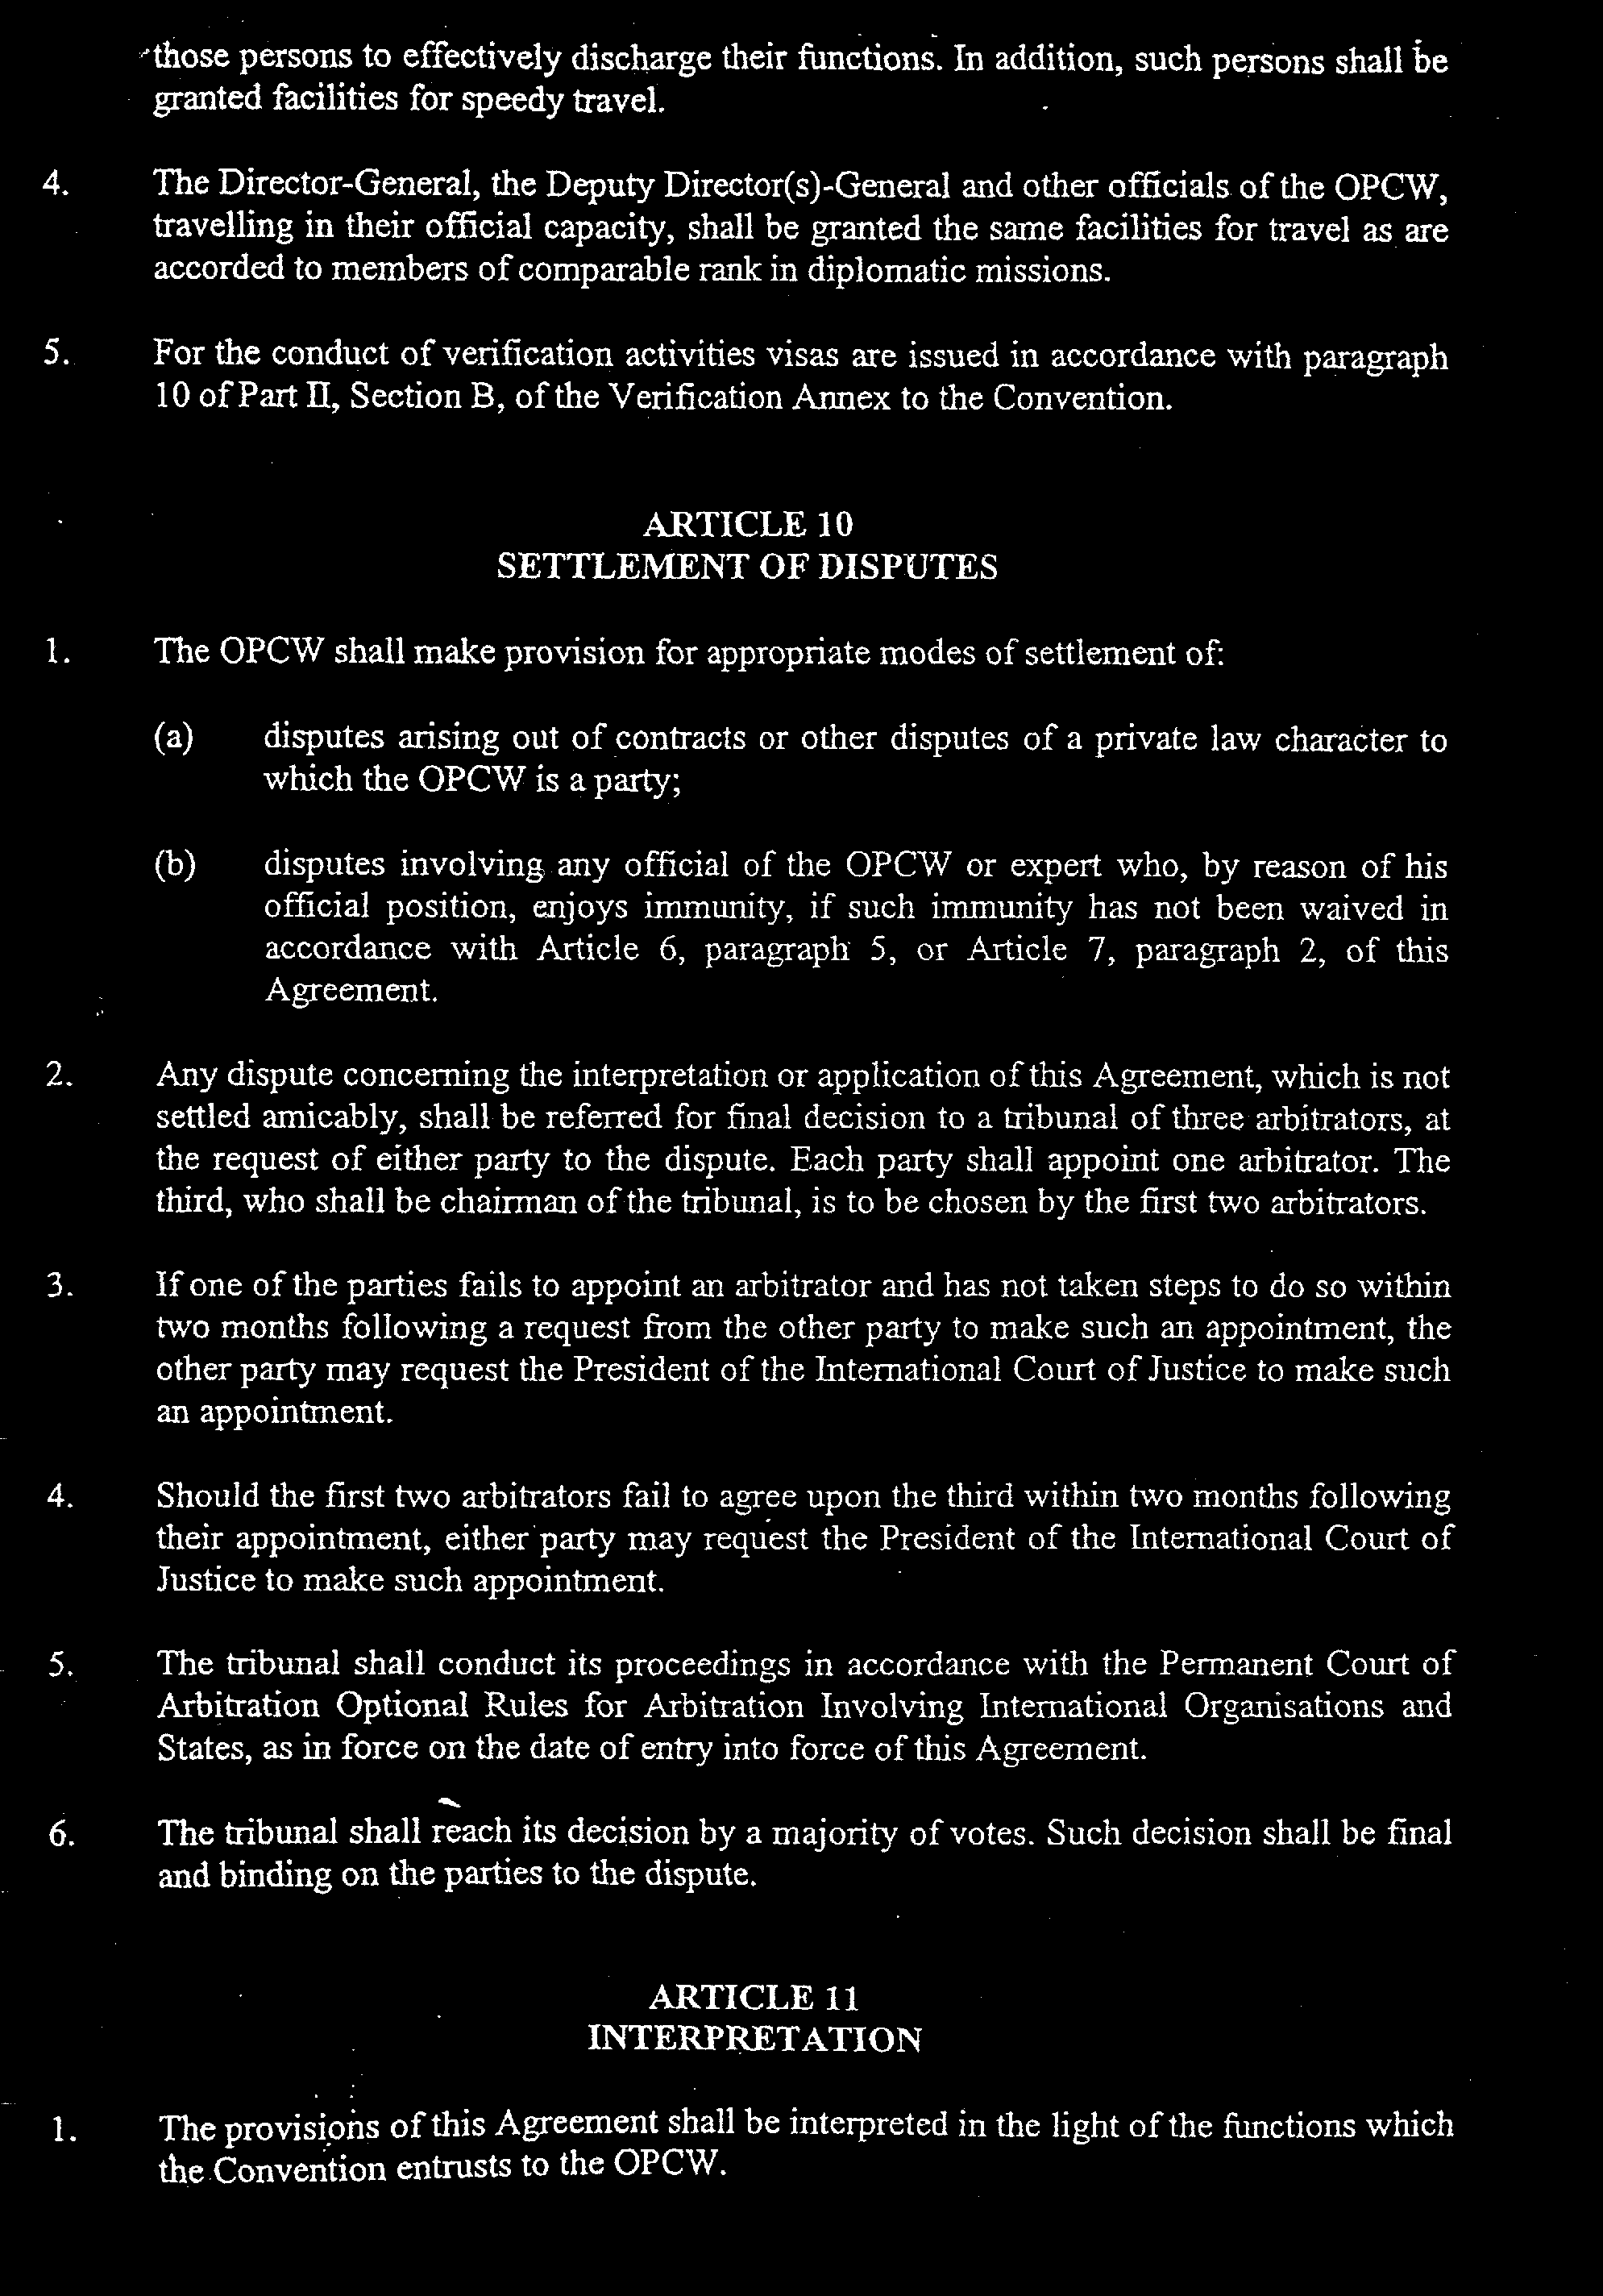 those persons to effectively discharge their functions. In addition, such persons shall be
granted facilities for speedy travel.
4. The Director-General, the Deputy Director(s)-General and other officials of the OPCW,
travelling in their official capacity, shall be granted the same facilities for travel as are
accorded to members of comparable rank in diplomatic missions.
5. For the conduct of verification activities visas are issued in accordance with paragraph
10 of Part II, Section B, of the Verification Annex to the Convention.
ARTICLE 10
SETTLEMENT OF DISPUTES
1. The OPCW shall make provision for appropriate modes of settlement of:
(a) disputes arising out of contracts or other disputes of a private law character to
which the OPCW is a party;
(b) disputes involving any official of the OPCW or expert who, by reason of his
official position, enjoys immunity, if such immunity has not been waived in
accordance with Article 6, paragraph 5, or Article 7, paragraph 2, of this
Agreement.
2. Any dispute concerning the interpretation or application of this Agreement, which is not
settled amicably, shall be referred for final decision to a tribunal of three arbitrators, at
the request of either party to the dispute. Each party shall appoint one arbitrator. The
third, who shall be chairman of the tribunal, is to be chosen by the first two arbitrators.
3. If one of the parties fails to appoint an arbitrator and has not taken steps to do so within
two months following a request from the other party to make such an appointment, the
other party may request the President of the International Court of Justice to make such
an appointment.
4. Should the first two arbitrators fail to agree upon the third within two months following
their appointment, either party may request the President of the International Court of
Justice to make such appointment.
5. The tribunal shall conduct its proceedings in accordance with the Permanent Court of
Arbitration Optional Rules for Arbitration Involving International Organisations and
States, as in force on the date of entry into force of this Agreement.
6. The tribunal shall reach its decision by a majority of votes. Such decision shall be final
and binding on the parties to the dispute.
ARTICLE 11
INTERPRETATION
1. The provisions of this Agreement shall be interpreted in the light of the functions which
the Convention entrusts to the OPCW.